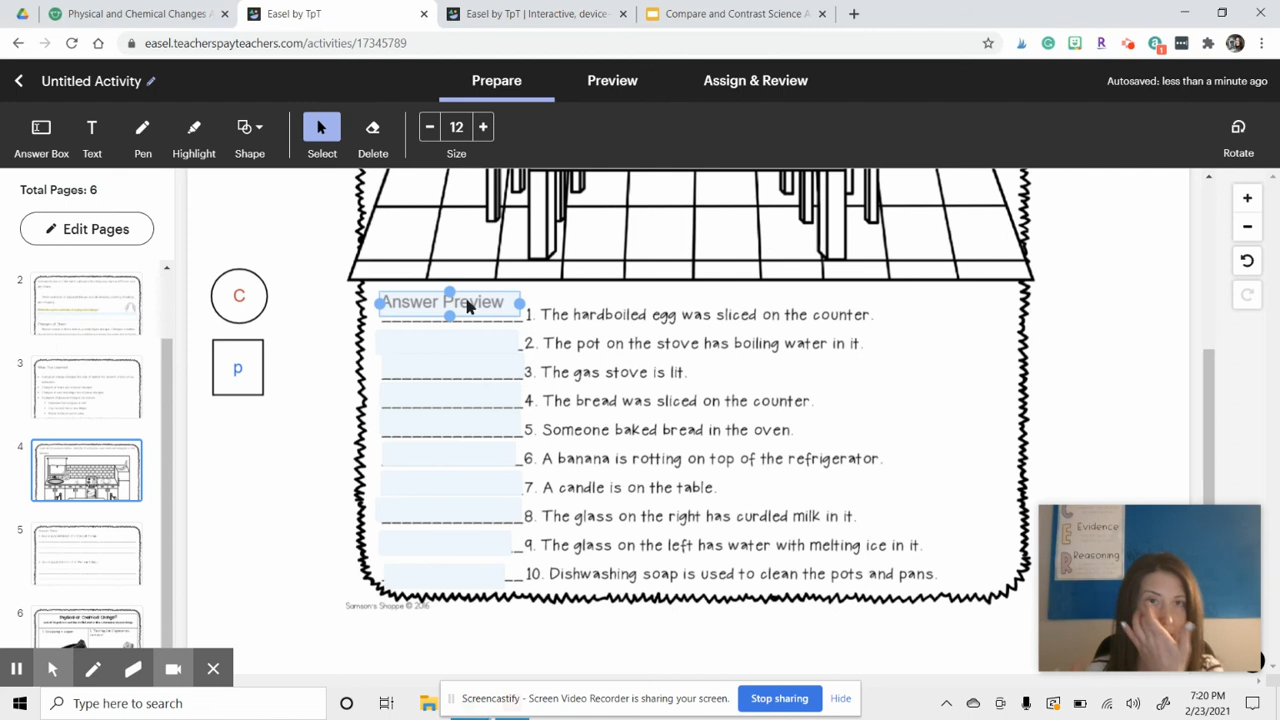 Physical and Chemical Changes A
Easel by TpT
Easel by TpT | Interactive, device-
Compare and Contrast Science A
easel.teacherspayteachers.com/activities/17345789
Untitled Activity
Prepare
Preview
Assign & Review
Autosaved: less than a minute ago
12
Answer Box
Text
Pen
Highlight
Shape
Select
Delete
Size
Rotate
Total Pages: 6
Edit Pages
2
3
4
5
6
C
p
Answer Preview
1. The hardboiled egg was sliced on the counter.
2. The pot on the stove has boiling water in it.
3. The gas stove is lit.
4. The bread was sliced on the counter.
5. Someone baked bread in the oven.
6. A banana is rotting on top of the refrigerator.
7. A candle is on the table.
8. The glass on the right has curdled milk in it.
9. The glass on the left has water with melting ice in it.
10. Dishwashing soap is used to clean the pots and pans.
Samson's Shoppe © 2016
C E R
Evidence
Reasoning
Type here to search
Screencastify - Screen Video Recorder is sharing your screen.
Stop sharing
Hide
7:20 PM
2/23/2021